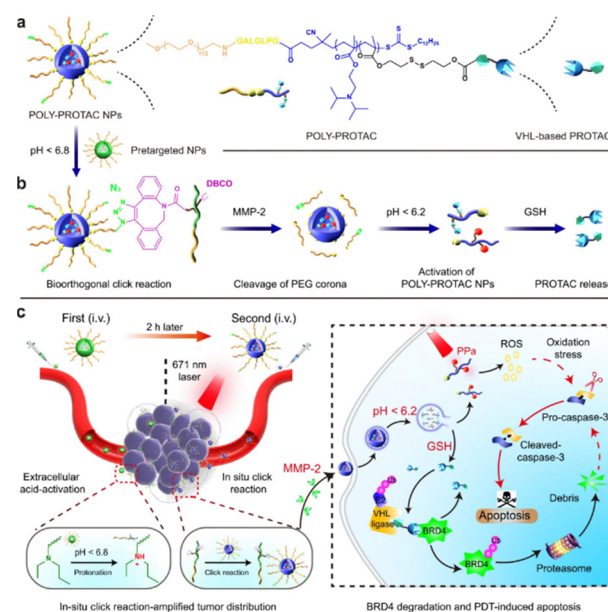 a
GALGLPG
CN
C₁₂H₂₅
113
POLY-PROTAC NPs
POLY-PROTAC
VHL-based PROTAC
pH < 6.8
Pretargeted NPs
b
N₃
DBCO
MMP-2
pH < 6.2
GSH
Bioorthogonal click reaction
Cleavage of PEG corona
Activation of
POLY-PROTAC NPs
PROTAC release
c
First (i.v.)
2 h later
Second (i.v.)
671 nm
laser
Extracellular
acid-activation
In situ click
reaction
MMP-2
pH < 6.8
Protonation
Click reaction
In-situ click reaction-amplified tumor distribution
PPa
ROS
Oxidation
stress
pH < 6.2
GSH
Pro-caspase-3
Cleaved-
caspase-3
Apoptosis
Debris
VHL
ligase
BRD4
BRD4
Proteasome
BRD4 degradation and PDT-induced apoptosis